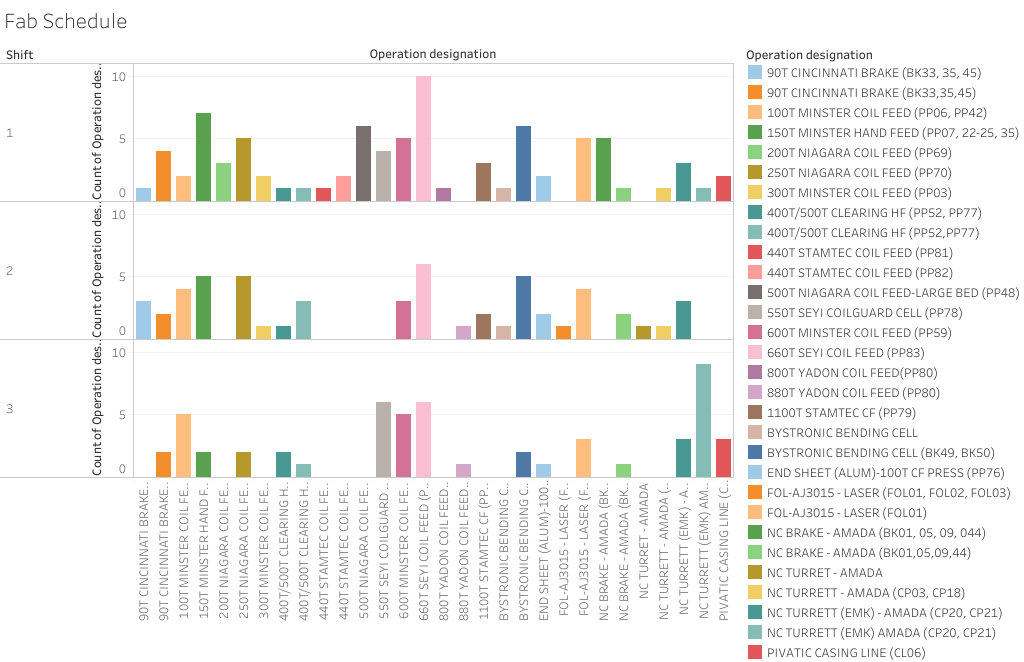 Fab Schedule
Shift
Operation designation
Operation designation
1
Count of Operation des..
10
5
0
2
Count of Operation des..
10
5
0
3
Count of Operation des..
10
5
0
90T CINCINNATI BRAKE..
90T CINCINNATI BRAKE..
100T MINSTER COIL FE..
150T MINSTER HAND F..
200T NIAGARA COIL FE..
250T NIAGARA COIL FE..
300T MINSTER COIL FE..
400T/500T CLEARING H..
400T/500T CLEARING H..
440T STAMTEC COIL FE..
440T STAMTEC COIL FE..
500T NIAGARA COIL FE..
550T SEYI COILGUARD ..
600T MINSTER COIL FE..
660T SEYI COIL FEED (P..
800T YADON COIL FEED..
880T YADON COIL FEED..
1100T STAMTEC CF (PP..
BYSTRONIC BENDING C..
BYSTRONIC BENDING C..
END SHEET (ALUM)-100..
FOL-AJ3015 - LASER (F..
FOL-AJ3015 - LASER (F..
NC BRAKE - AMADA (BK..
NC BRAKE - AMADA (BK..
NC TURRET - AMADA
NC TURRETT - AMADA (..
NC TURRETT (EMK) - A..
NC TURRETT (EMK) AM..
PIVATIC CASING LINE (C..
90T CINCINNATI BRAKE (BK33, 35, 45)
90T CINCINNATI BRAKE (BK33,35,45)
100T MINSTER COIL FEED (PP06, PP42)
150T MINSTER HAND FEED (PP07, 22-25, 35)
200T NIAGARA COIL FEED (PP69)
250T NIAGARA COIL FEED (PP70)
300T MINSTER COIL FEED (PP03)
400T/500T CLEARING HF (PP52, PP77)
400T/500T CLEARING HF (PP52,PP77)
440T STAMTEC COIL FEED (PP81)
440T STAMTEC COIL FEED (PP82)
500T NIAGARA COIL FEED-LARGE BED (PP48)
550T SEYI COILGUARD CELL (PP78)
600T MINSTER COIL FEED (PP59)
660T SEYI COIL FEED (PP83)
800T YADON COIL FEED(PP80)
880T YADON COIL FEED (PP80)
1100T STAMTEC CF (PP79)
BYSTRONIC BENDING CELL
BYSTRONIC BENDING CELL (BK49, BK50)
END SHEET (ALUM)-100T CF PRESS (PP76)
FOL-AJ3015 - LASER (FOL01, FOL02, FOL03)
FOL-AJ3015 - LASER (FOL01)
NC BRAKE - AMADA (BK01, 05, 09, 044)
NC BRAKE - AMADA (BK01,05,09,44)
NC TURRET - AMADA
NC TURRETT - AMADA (CP03, CP18)
NC TURRETT (EMK) - AMADA (CP20, CP21)
NC TURRETT (EMK) AMADA (CP20, CP21)
PIVATIC CASING LINE (CL06)